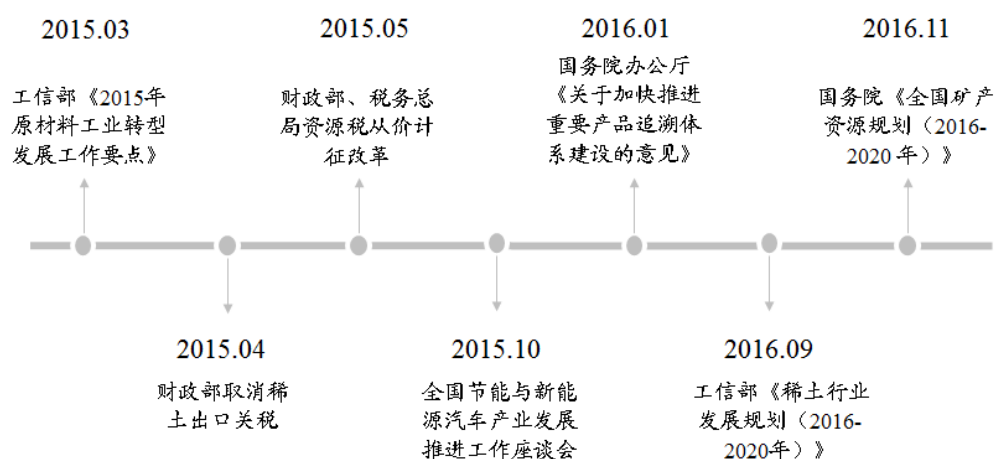 2015.03
工信部《2015年
原材料工业转型
发展工作要点》
2015.05
财政部、税务总
局资源税从价计
征改革
2016.01
国务院办公厅
《关于加快推进
重要产品追溯体
系建设的意见》
2016.11
国务院《全国矿产
资源规划（2016-
2020 年）》
2015.04
财政部取消稀
土出口关税
2015.10
全国节能与新能
源汽车产业发展
推进工作座谈会
2016.09
工信部《稀土行业
发展规划（2016-
2020年）》